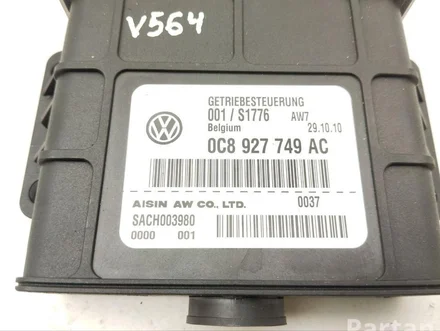 V564
GETRIEBESTEUERUNG
001 / S1776 AW7
Belgium 29.10.10
0C8 927 749 AC
AISIN AW CO., LTD. 0037
SACH003980
0000 001